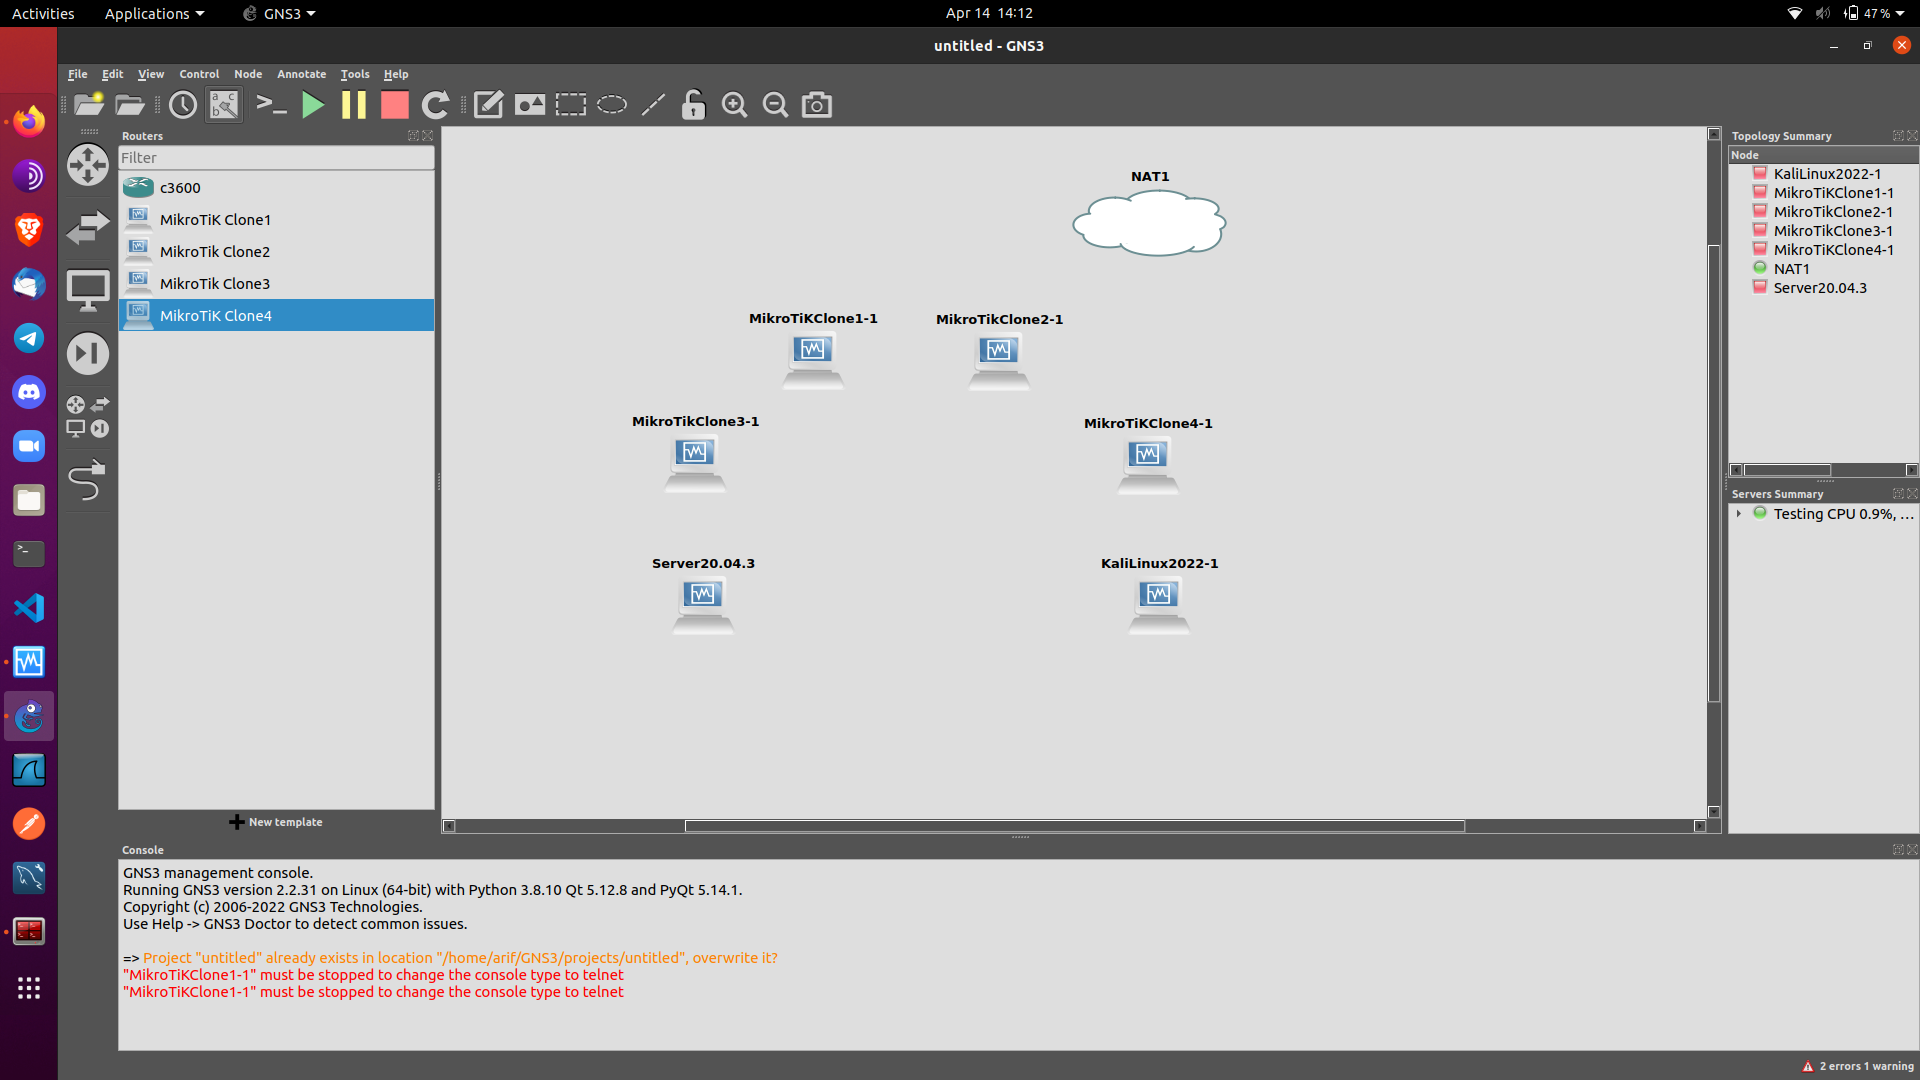 Activities Applications GNS3 Apr 14 14:12 47 %
untitled - GNS3
File Edit View Control Node Annotate Tools Help
Routers
Filter
c3600
MikroTiK Clone1
MikroTik Clone2
MikroTik Clone3
MikroTiK Clone4
New template
NAT1
MikroTiKClone1-1 MikroTikClone2-1
MikroTikClone3-1 MikroTiKClone4-1
Server20.04.3 KaliLinux2022-1
Topology Summary
Node
KaliLinux2022-1
MikroTiKClone1-1
MikroTikClone2-1
MikroTikClone3-1
MikroTiKClone4-1
NAT1
Server20.04.3
Servers Summary
Testing CPU 0.9%, ...
Console
GNS3 management console.
Running GNS3 version 2.2.31 on Linux (64-bit) with Python 3.8.10 Qt 5.12.8 and PyQt 5.14.1.
Copyright (c) 2006-2022 GNS3 Technologies.
Use Help -> GNS3 Doctor to detect common issues.
=> Project "untitled" already exists in location "/home/arif/GNS3/projects/untitled", overwrite it?
"MikroTiKClone1-1" must be stopped to change the console type to telnet
"MikroTiKClone1-1" must be stopped to change the console type to telnet
2 errors 1 warning